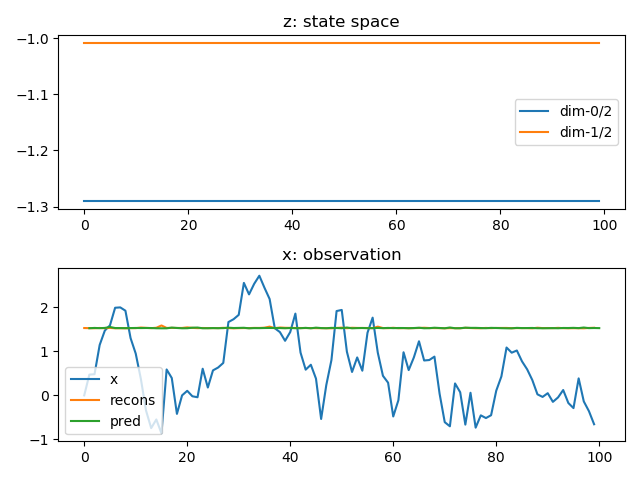 z: state space
−1.0
−1.1
−1.2
−1.3
dim-0/2
dim-1/2
0 20 40 60 80 100
x: observation
2
1
0
−1
x
recons
pred
0 20 40 60 80 100